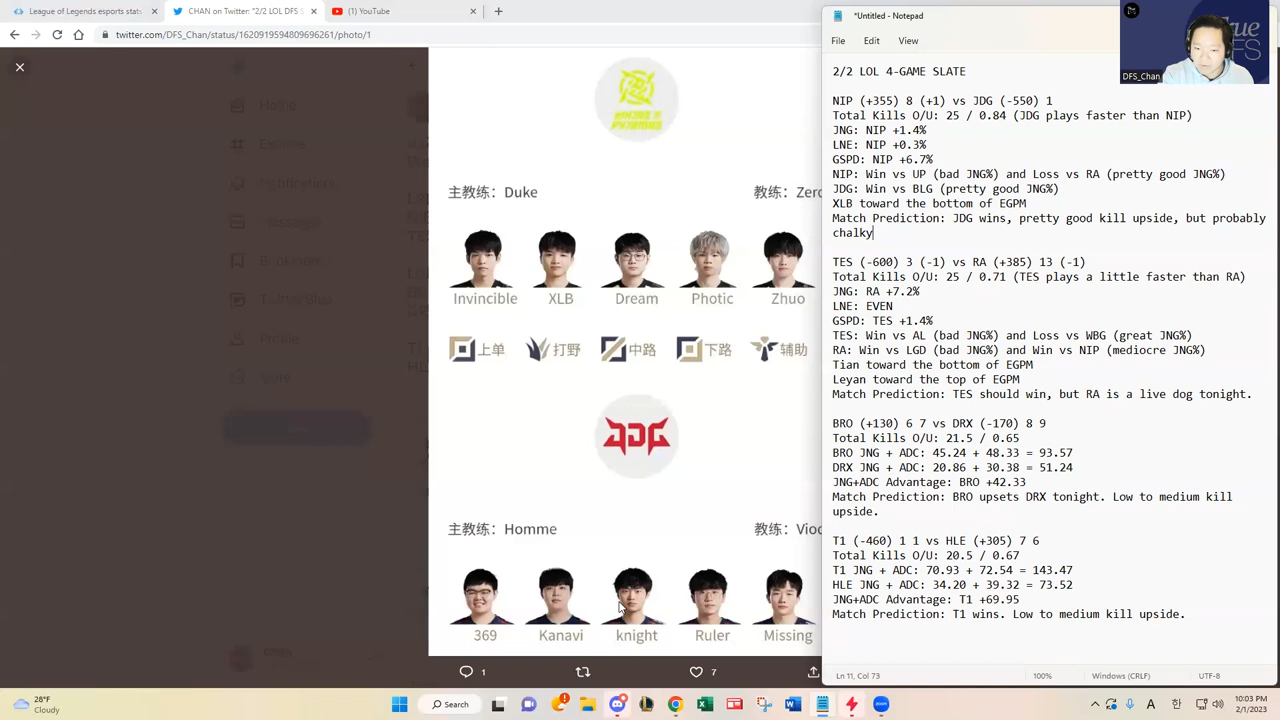 League of Legends esports stat
CHAN on Twitter: "2/2 LOL DFS S
(1) YouTube
twitter.com/DFS_Chan/status/1620919594809696261/photo/1
*Untitled - Notepad
File Edit View
DFS_Chan
2/2 LOL 4-GAME SLATE
NIP (+355) 8 (+1) vs JDG (-550) 1
Total Kills O/U: 25 / 0.84 (JDG plays faster than NIP)
JNG: NIP +1.4%
LNE: NIP +0.3%
GSPD: NIP +6.7%
NIP: Win vs UP (bad JNG%) and Loss vs RA (pretty good JNG%)
JDG: Win vs BLG (pretty good JNG%)
XLB toward the bottom of EGPM
Match Prediction: JDG wins, pretty good kill upside, but probably
chalky
TES (-600) 3 (-1) vs RA (+385) 13 (-1)
Total Kills O/U: 25 / 0.71 (TES plays a little faster than RA)
JNG: RA +7.2%
LNE: EVEN
GSPD: TES +1.4%
TES: Win vs AL (bad JNG%) and Loss vs WBG (great JNG%)
RA: Win vs LGD (bad JNG%) and Win vs NIP (mediocre JNG%)
Tian toward the bottom of EGPM
Leyan toward the top of EGPM
Match Prediction: TES should win, but RA is a live dog tonight.
BRO (+130) 6 7 vs DRX (-170) 8 9
Total Kills O/U: 21.5 / 0.65
BRO JNG + ADC: 45.24 + 48.33 = 93.57
DRX JNG + ADC: 20.86 + 30.38 = 51.24
JNG+ADC Advantage: BRO +42.33
Match Prediction: BRO upsets DRX tonight. Low to medium kill
upside.
T1 (-460) 1 1 vs HLE (+305) 7 6
Total Kills O/U: 20.5 / 0.67
T1 JNG + ADC: 70.93 + 72.54 = 143.47
HLE JNG + ADC: 34.20 + 39.32 = 73.52
JNG+ADC Advantage: T1 +69.95
Match Prediction: T1 wins. Low to medium kill upside.
Ln 11, Col 73 100% Windows (CRLF) UTF-8
Home
Notifications
Profile
主教练：Duke 教练：Zero
Invincible XLB Dream Photic Zhuo
上单 打野 中路 下路 辅助
JDG
主教练：Homme
369 Kanavi knight Ruler Missing
1 7
28°F
Cloudy
Search
A 한
10:03 PM
2/1/2023